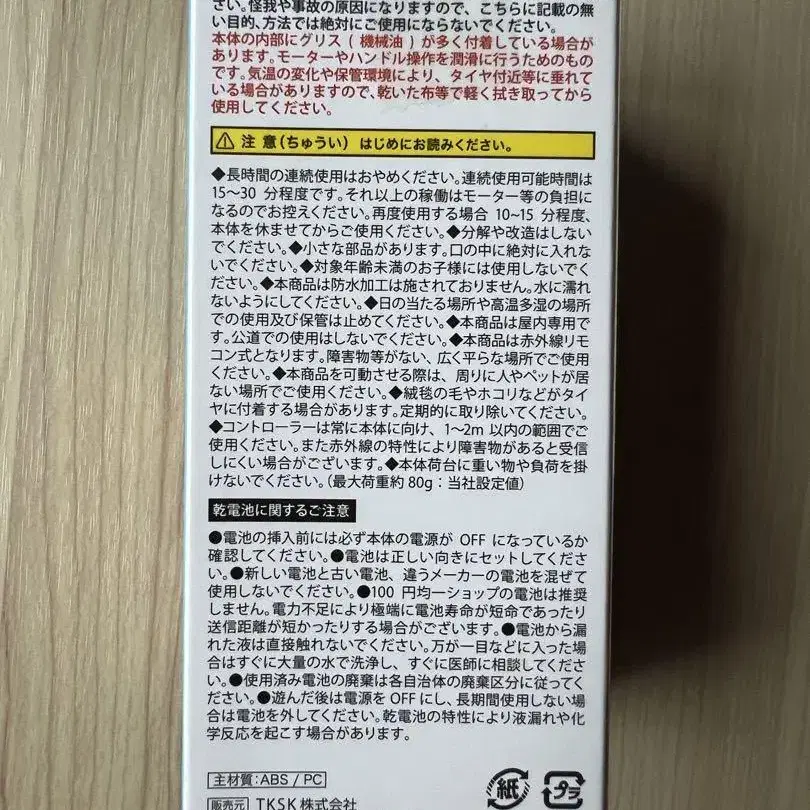 さい。怪我や事故の原因になりますので、こちらに記載の無
い目的、方法では絶対にご使用にならないでください。
本体の内部にグリス ( 機械油 ) が多く付着している場合が
あります。モーターやハンドル操作を潤滑に行うためのもの
です。気温の変化や保管環境により、タイヤ付近等に垂れて
いる場合がありますので、乾いた布等で軽く拭き取ってから
使用してください。
注 意(ちゅうい) はじめにお読みください。
◆長時間の連続使用はおやめください。連続使用可能時間は
15〜30 分程度です。それ以上の稼働はモーター等の負担に
なるのでお控えください。再度使用する場合 10~15 分程度、
本体を休ませてからご使用ください。◆分解や改造はしない
でください。◆小さな部品があります。口の中に絶対に入れな
いでください。◆対象年齢未満のお子様には使用しないでく
ださい。◆本商品は防水加工は施されておりません。水に濡れ
ないようにしてください。◆日の当たる場所や高温多湿の場所
での使用及び保管は止めてください。◆本商品は屋内専用で
す。公道での使用はしないでください。◆本商品は赤外線リモ
コン式となります。障害物等がない、広く平らな場所でご使用
ください。◆本商品を可動させる際は、周りに人やペットが居
ない場所でご使用ください。◆絨毯の毛やホコリなどがタイ
ヤに付着する場合があります。定期的に取り除いてください。
◆コントローラーは常に本体に向け、1〜2m 以内の範囲でご
使用ください。また赤外線の特性により障害物があると受信
しにくい場合がございます。◆本体荷台に重い物や負荷を掛
けないでください。(最大荷重約 80g：当社設定値)
乾電池に関するご注意
●電池の挿入前には必ず本体の電源が OFF になっているか
確認してください。●電池は正しい向きにセットしてくださ
い。●新しい電池と古い電池、違うメーカーの電池を混ぜて
使用しないでください。●100 円均一ショップの電池は推奨
しません。電力不足により極端に電池寿命が短命であったり
送信距離が短かったりする場合がございます。●電池から漏
れた液は直接触れないでください。万が一目などに入った場
合はすぐに大量の水で洗浄し、すぐに医師に相談してくださ
い。●使用済み電池の廃棄は各自治体の廃棄区分に従ってく
ださい。●遊んだ後は電源を OFF にし、長期間使用しない場
合は電池を外してください。乾電池の特性により液漏れや化
学反応を起こす場合があります。
主材質：ABS / PC
販売元 TKSK 株式会社
紙
プラ